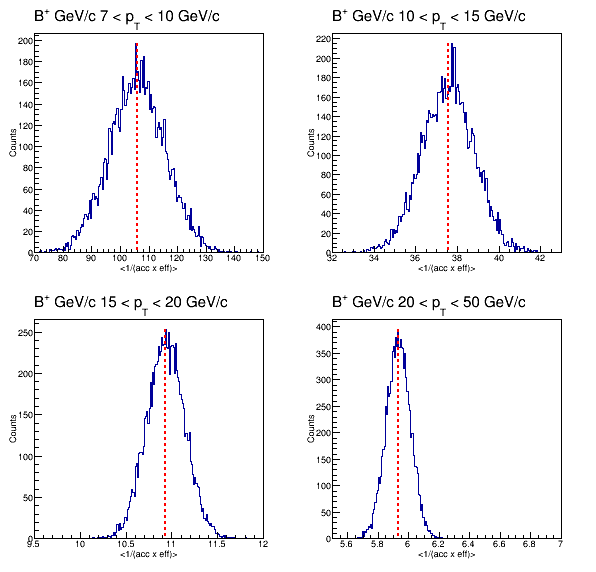 B+ GeV/c 7 < pT < 10 GeV/c
Counts
200
180
160
140
120
100
80
60
40
20
0
70 80 90 100 110 120 130 140 150
<1/(acc x eff)>
B+ GeV/c 10 < pT < 15 GeV/c
Counts
220
200
180
160
140
120
100
80
60
40
20
0
32 34 36 38 40 42
<1/(acc x eff)>
B+ GeV/c 15 < pT < 20 GeV/c
Counts
250
200
150
100
50
0
9.5 10 10.5 11 11.5 12
<1/(acc x eff)>
B+ GeV/c 20 < pT < 50 GeV/c
Counts
400
350
300
250
200
150
100
50
0
5.6 5.8 6 6.2 6.4 6.6 6.8 7
<1/(acc x eff)>